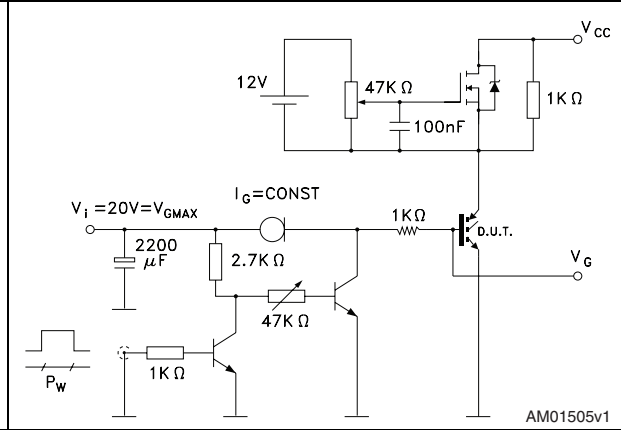 V CC
12V
47K Ω
1K Ω
100nF
I G=CONST
V i =20V=V GMAX
1K Ω
D.U.T.
2200
μF
2.7K Ω
V G
47K Ω
1K Ω
P W
AM01505v1